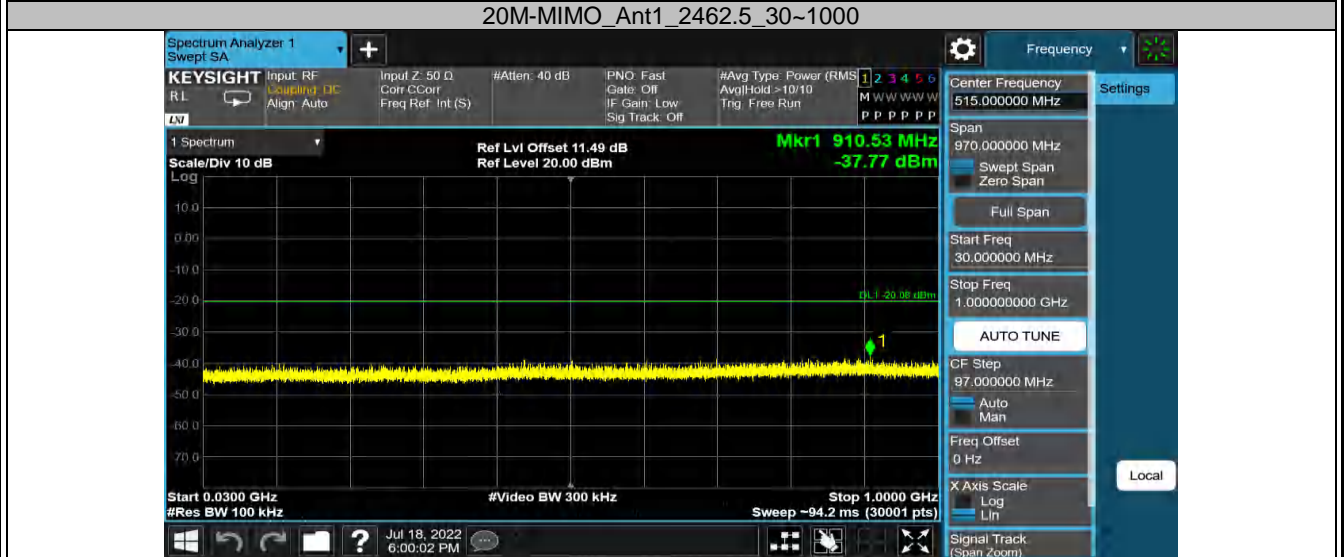 20M-MIMO_Ant1_2462.5_30~1000
Spectrum Analyzer 1
Swept SA
+
Frequency
KEYSIGHT
RL
LXI
Input: RF
Coupling: DC
Align: Auto
Input Z: 50 Ω
Corr CCorr
Freq Ref: Int (S)
#Atten: 40 dB
PNO: Fast
Gate: Off
IF Gain: Low
Sig Track: Off
#Avg Type: Power (RMS
Avg|Hold >10/10
Trig: Free Run
1 2 3 4 5 6
M W W W W W
P P P P P P
1 Spectrum
Scale/Div 10 dB
Log
Ref Lvl Offset 11.49 dB
Ref Level 20.00 dBm
Mkr1 910.53 MHz
-37.77 dBm
10.0
0.00
-10.0
-20.0
DL1 -20.08 dBm
-30.0
1
-40.0
-50.0
-60.0
-70.0
Start 0.0300 GHz
#Res BW 100 kHz
#Video BW 300 kHz
Stop 1.0000 GHz
Sweep ~94.2 ms (30001 pts)
?
Jul 18, 2022
6:00:02 PM
Center Frequency
515.000000 MHz
Settings
Span
970.000000 MHz
Swept Span
Zero Span
Full Span
Start Freq
30.000000 MHz
Stop Freq
1.000000000 GHz
AUTO TUNE
CF Step
97.000000 MHz
Auto
Man
Freq Offset
0 Hz
X Axis Scale
Log
Lin
Local
Signal Track
(Span Zoom)